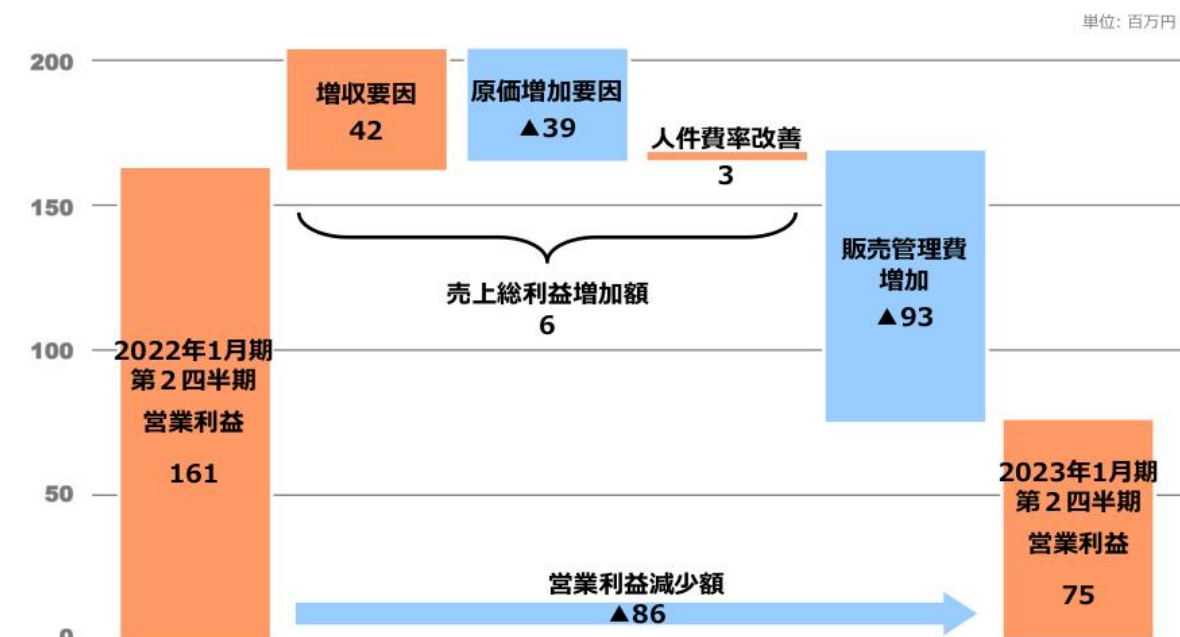 単位: 百万円
200
増収要因
42
原価増加要因
▲39
人件費率改善
3
150
販売管理費
増加
▲93
売上総利益増加額
6
100
2022年1月期
第２四半期
営業利益
161
50
2023年1月期
第２四半期
営業利益
75
営業利益減少額
▲86
0